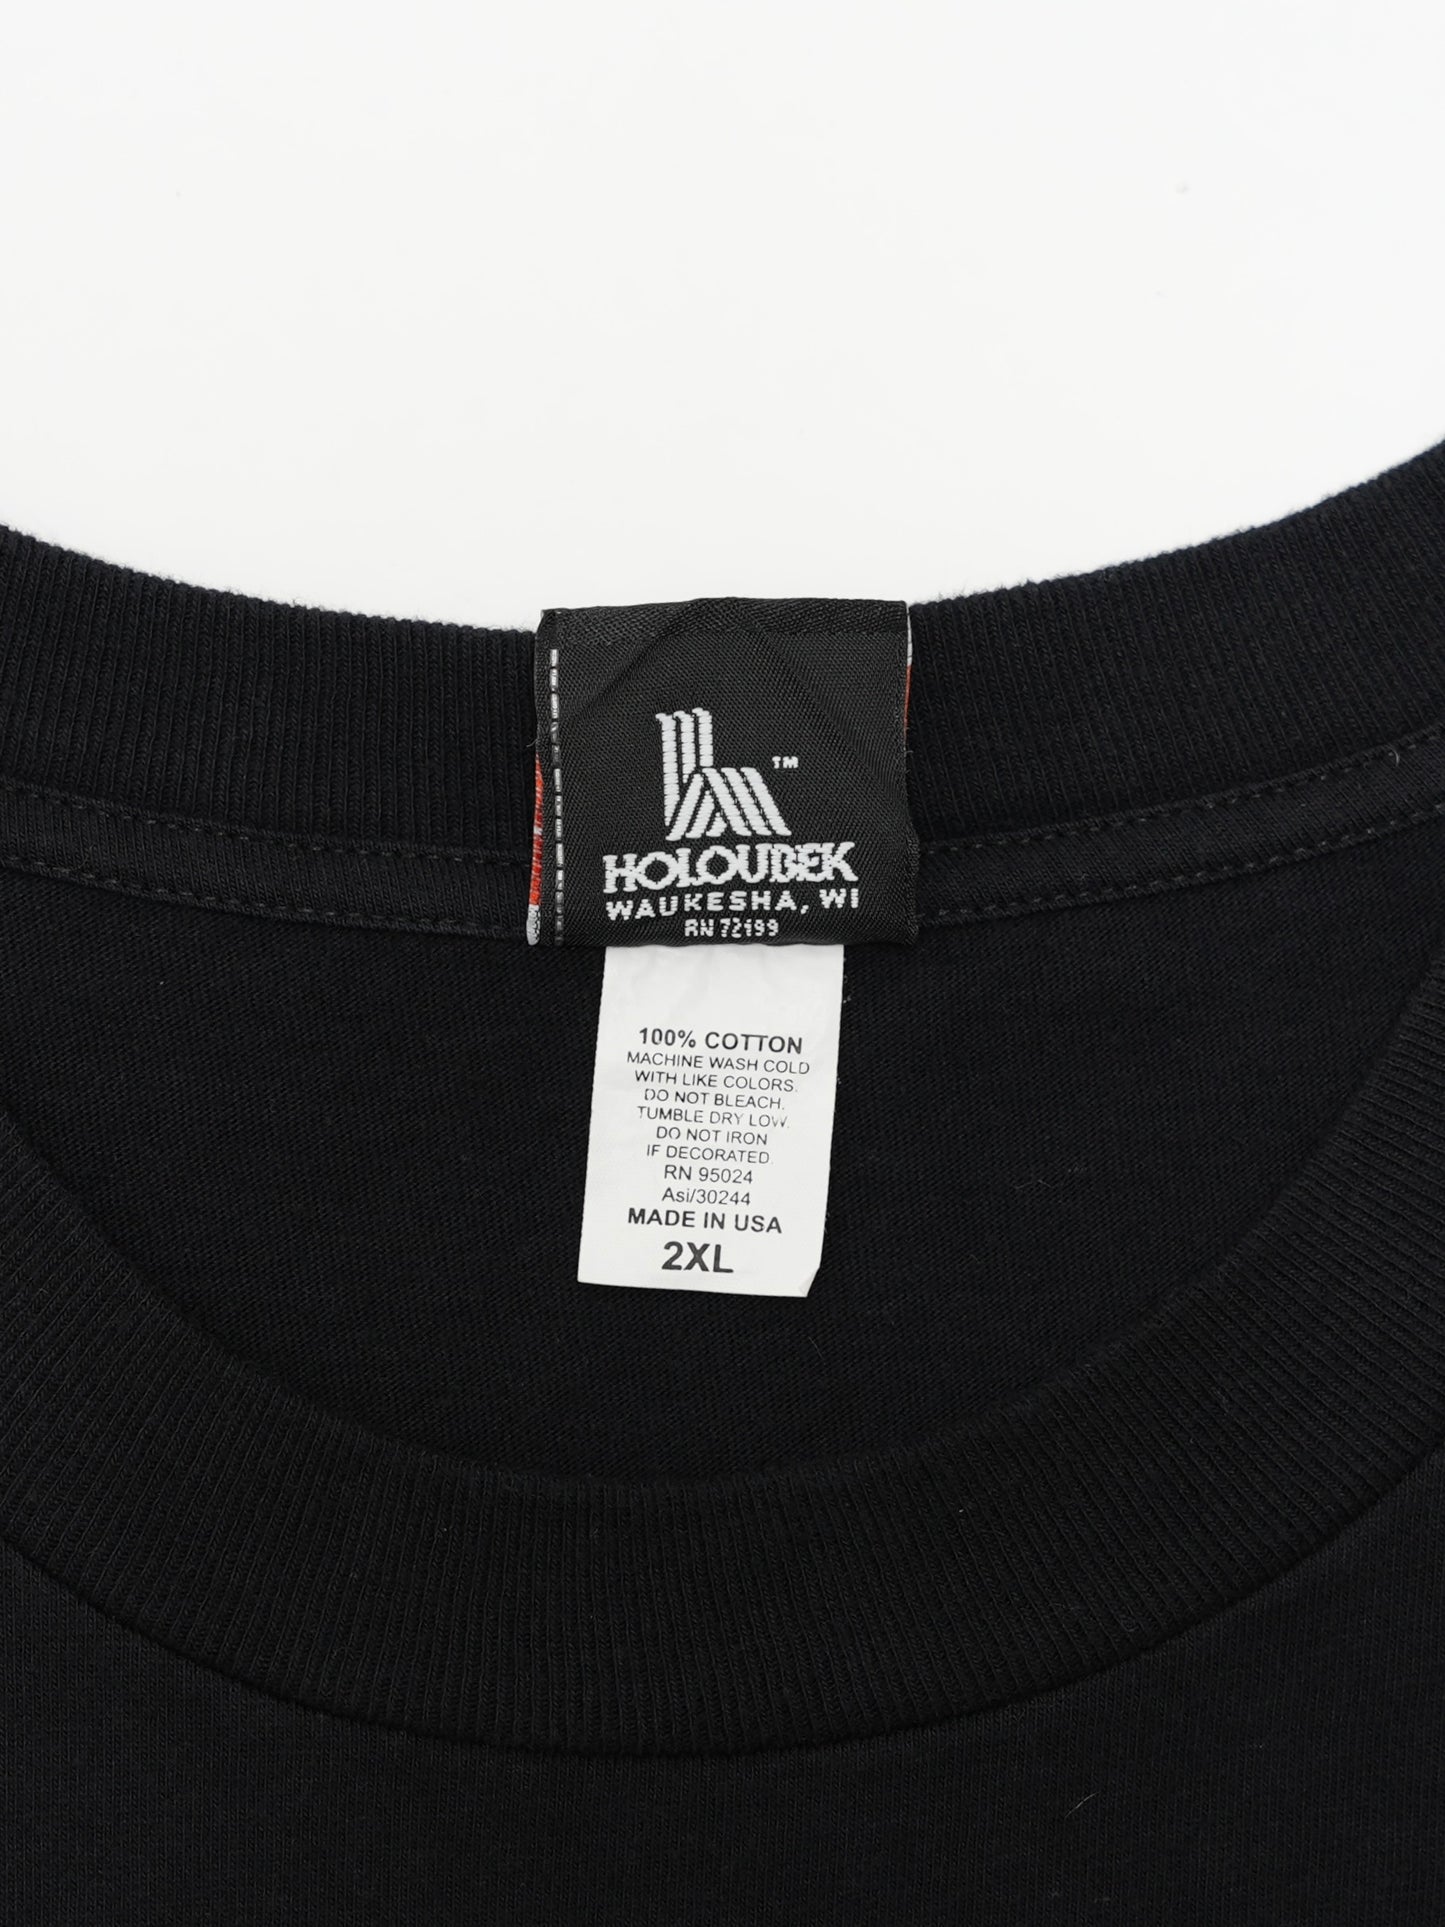 TM
HOLOUBEK
WAUKESHA, WI
RN 72199
100% COTTON
MACHINE WASH COLD
WITH LIKE COLORS.
DO NOT BLEACH.
TUMBLE DRY LOW.
DO NOT IRON
IF DECORATED.
RN 95024
Asi/30244
MADE IN USA
2XL